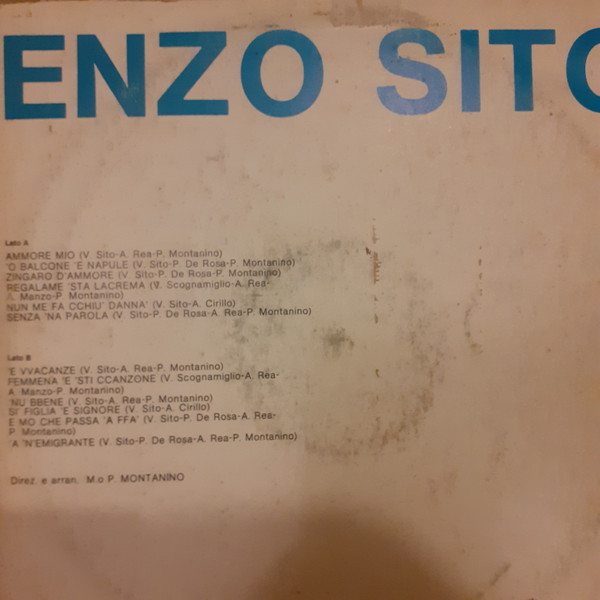 ENZO SITO
Lato A
AMMORE MIO (V. Sito-A. Rea-P. Montanino)
'O BALCONE 'E NAPULE (V. Sito-P. De Rosa-P. Montanino)
ZINGARO D'AMMORE (V. Sito-P. De Rosa-P. Montanino)
REGALAME 'STA LACREMA (V. Scognamiglio-A. Rea-
A. Manzo-P. Montanino)
NUN ME FA CCHIU' DANNA' (V. Sito-A. Cirillo)
SENZA 'NA PAROLA (V. Sito-P. De Rosa-A. Rea-P. Montanino)
Lato B
'E VVACANZE (V. Sito-A. Rea-P. Montanino)
FEMMENA 'E 'STI CCANZONE (V. Scognamiglio-A. Rea-
A. Manzo-P. Montanino)
'NU BBENE (V. Sito-A. Rea-P. Montanino)
SI' FIGLIA 'E SIGNORE (V. Sito-A. Cirillo)
E MO CHE PASSA 'A FFA' (V. Sito-P. De Rosa-A. Rea-
P. Montanino)
'A 'N'EMIGRANTE (V. Sito-P. De Rosa-A. Rea-P. Montanino)
Direz. e arran. M.o P. MONTANINO